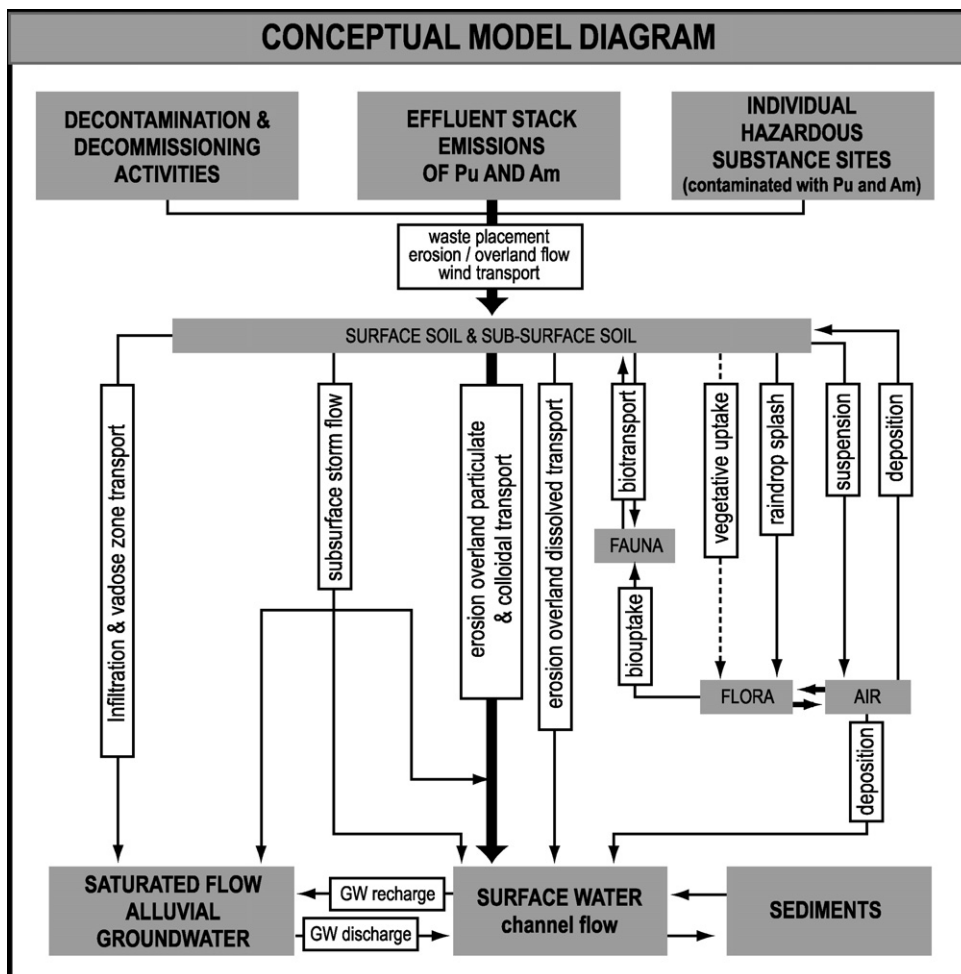 CONCEPTUAL MODEL DIAGRAM
DECONTAMINATION &
DECOMMISSIONING
ACTIVITIES
EFFLUENT STACK
EMISSIONS
OF Pu AND Am
INDIVIDUAL
HAZARDOUS
SUBSTANCE SITES
(contaminated with Pu and Am)
waste placement
erosion / overland flow
wind transport
SURFACE SOIL & SUB-SURFACE SOIL
Infiltration & vadose zone transport
subsurface storm flow
erosion overland particulate
& colloidal transport
erosion overland dissolved transport
biotransport
vegetative uptake
raindrop splash
suspension
deposition
FAUNA
biouptake
FLORA
AIR
deposition
SATURATED FLOW
ALLUVIAL
GROUNDWATER
GW recharge
GW discharge
SURFACE WATER
channel flow
SEDIMENTS